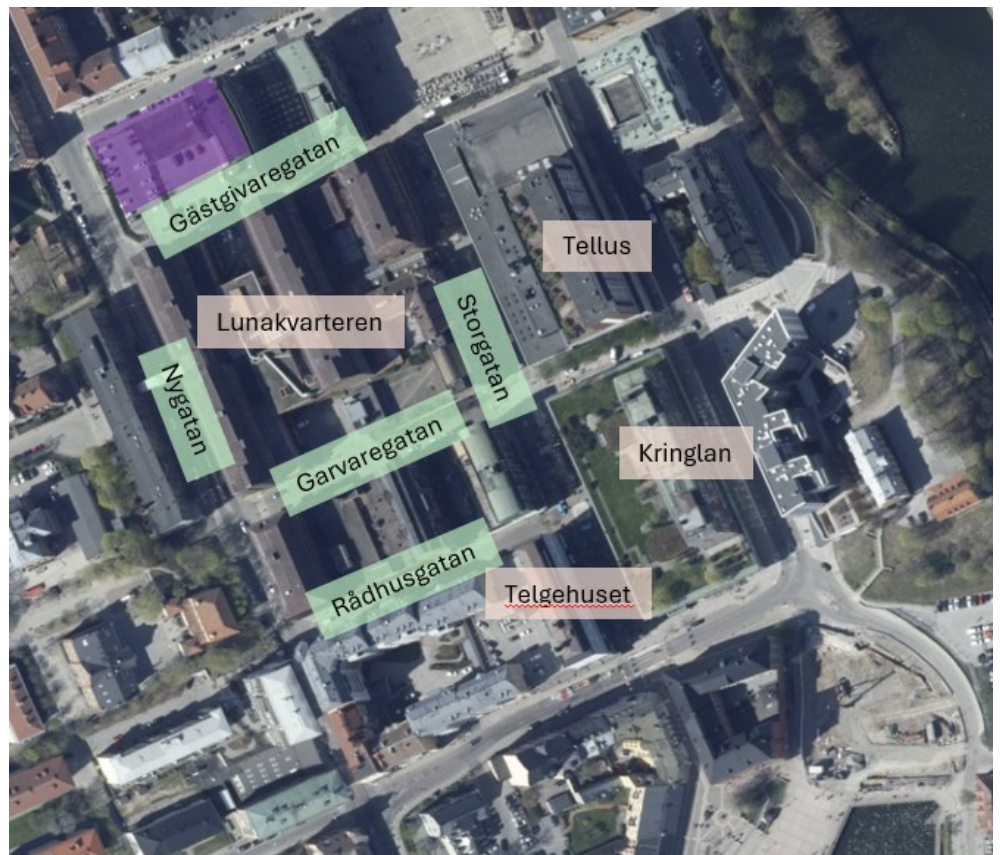 Gästgivaregatan
Tellus
Lunakvarteren
Storgatan
Nygatan
Garvaregatan
Kringlan
Rådhusgatan
Telgehuset